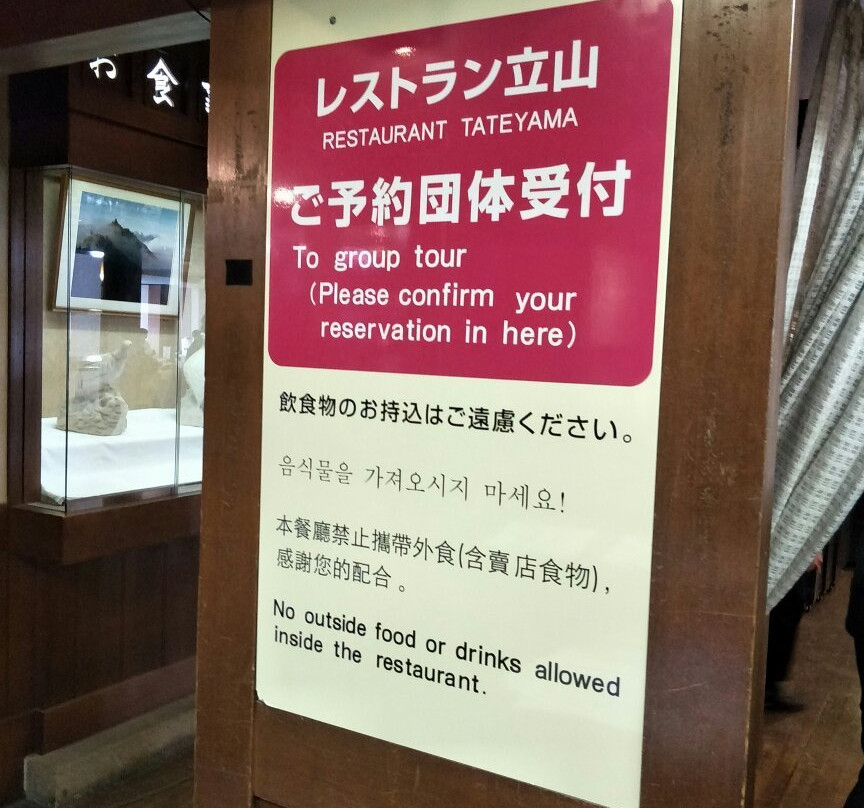 お食
レストラン立山
RESTAURANT TATEYAMA
ご予約団体受付
To group tour
(Please confirm your
reservation in here)
飲食物のお持込はご遠慮ください。
음식물을 가져오시지 마세요!
本餐廳禁止攜帶外食(含賣店食物),
感謝您的配合。
No outside food or drinks allowed
inside the restaurant.